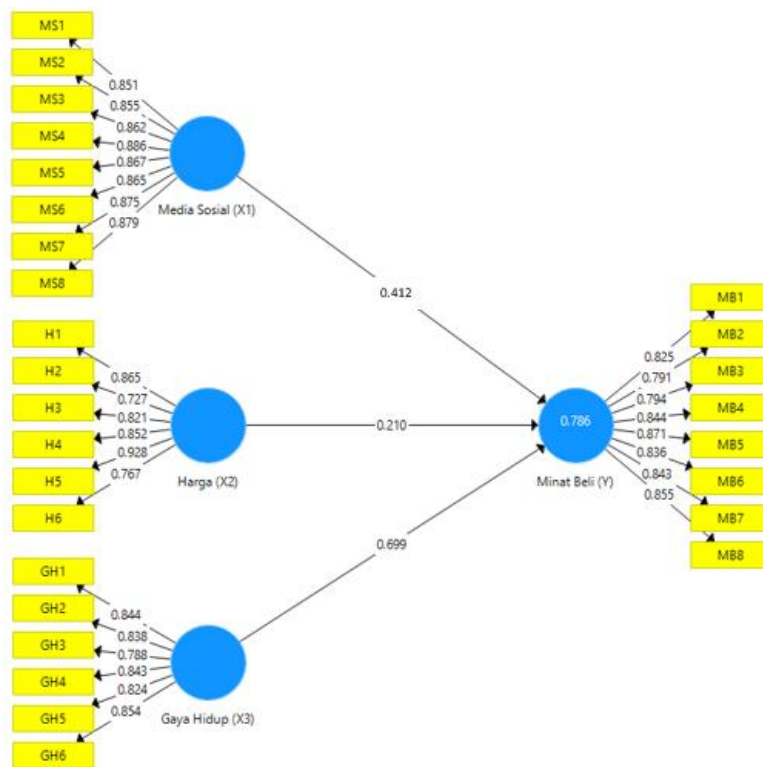 MS1
MS2
MS3
MS4
MS5
MS6
MS7
MS8
0.851
0.855
0.862
0.886
0.867
0.865
0.875
0.879
Media Sosial (X1)
0.412
H1
H2
H3
H4
H5
H6
0.865
0.727
0.821
0.852
0.928
0.767
Harga (X2)
0.210
GH1
GH2
GH3
GH4
GH5
GH6
0.844
0.838
0.788
0.843
0.824
0.854
Gaya Hidup (X3)
0.699
0.786
Minat Beli (Y)
0.825
0.791
0.794
0.844
0.871
0.836
0.843
0.855
MB1
MB2
MB3
MB4
MB5
MB6
MB7
MB8